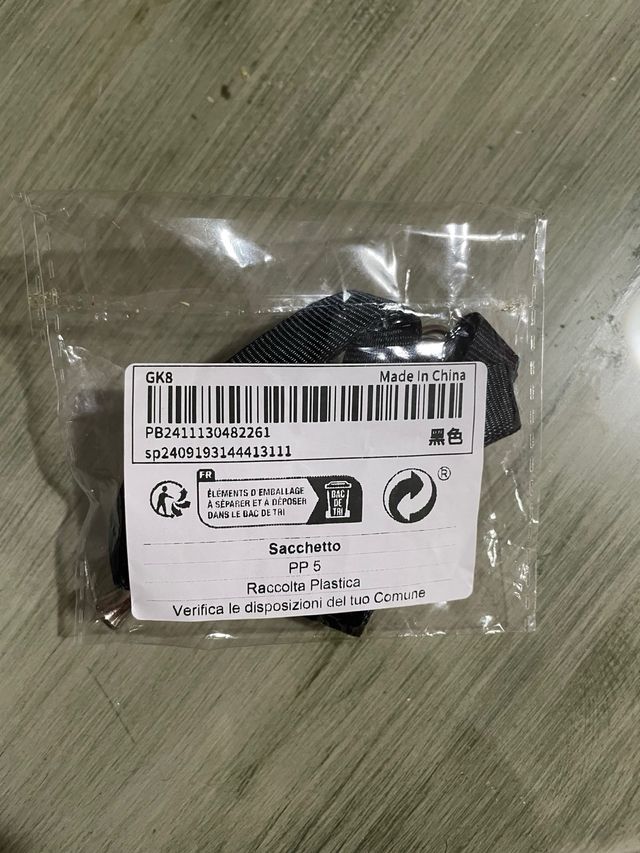 GK8
Made In China
PB2411130482261
黑色
sp2409193144413111
FR
ÉLÉMENTS D EMBALLAGE
À SÉPARER ET À DÉPOSER
DANS LE BAC DE TRI
BAC
DE
TRI
®
Sacchetto
PP 5
Raccolta Plastica
Verifica le disposizioni del tuo Comune